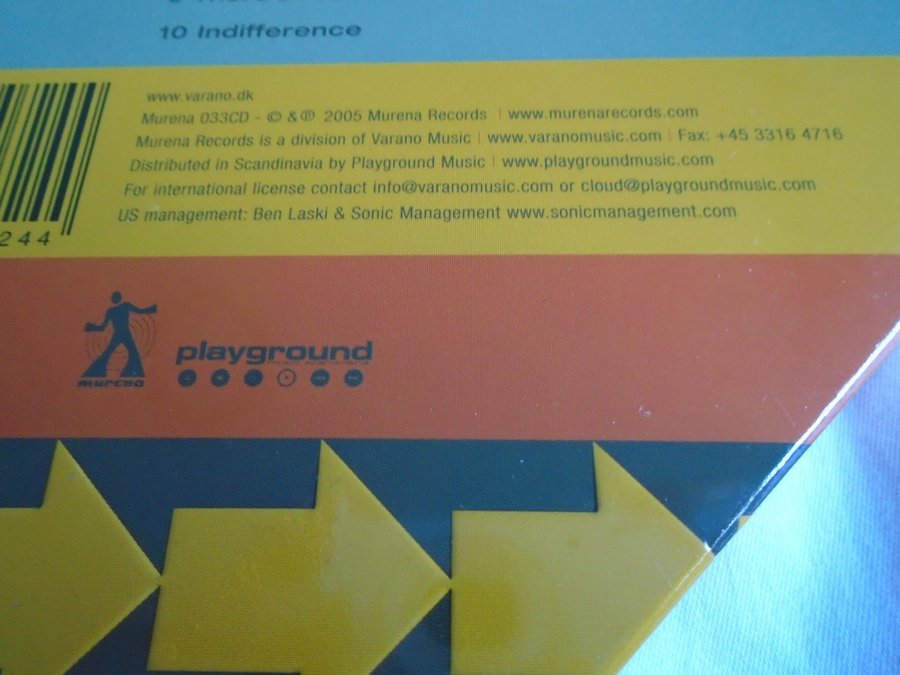 10 Indifference
www.varano.dk
Murena 033CD - © & ℗ 2005 Murena Records | www.murenarecords.com
Murena Records is a division of Varano Music | www.varanomusic.com | Fax: +45 3316 4716
Distributed in Scandinavia by Playground Music | www.playgroundmusic.com
For international license contact info@varanomusic.com or cloud@playgroundmusic.com
US management: Ben Laski & Sonic Management www.sonicmanagement.com
244
murena
playground